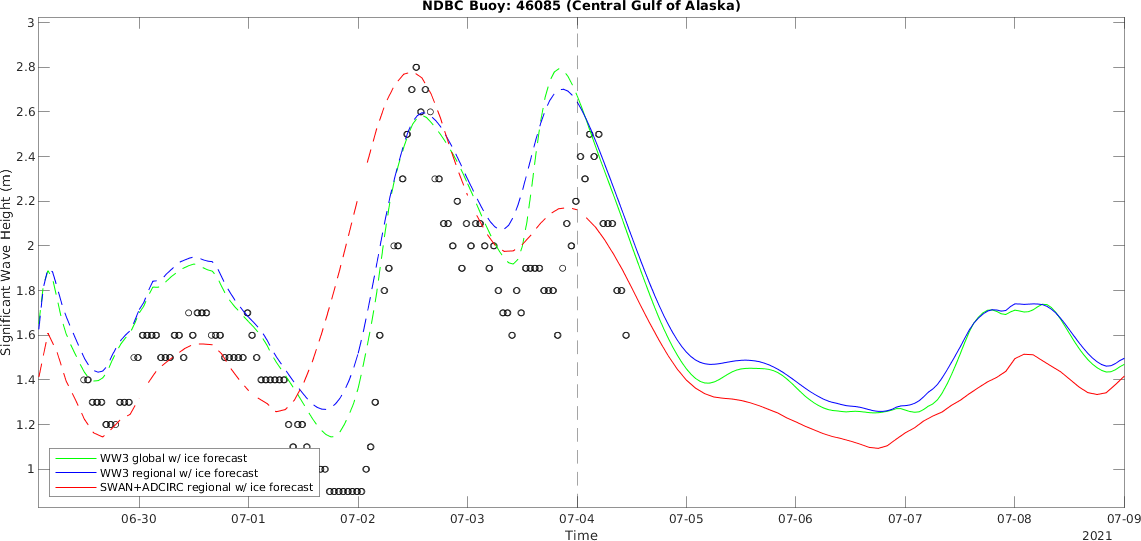 NDBC Buoy: 46085 (Central Gulf of Alaska)
3
2.8
2.6
2.4
2.2
2
1.8
1.6
1.4
1.2
1
Significant Wave Height (m)
WW3 global w/ ice forecast
WW3 regional w/ ice forecast
SWAN+ADCIRC regional w/ ice forecast
06-30 07-01 07-02 07-03 07-04 07-05 07-06 07-07 07-08 07-09
Time
2021